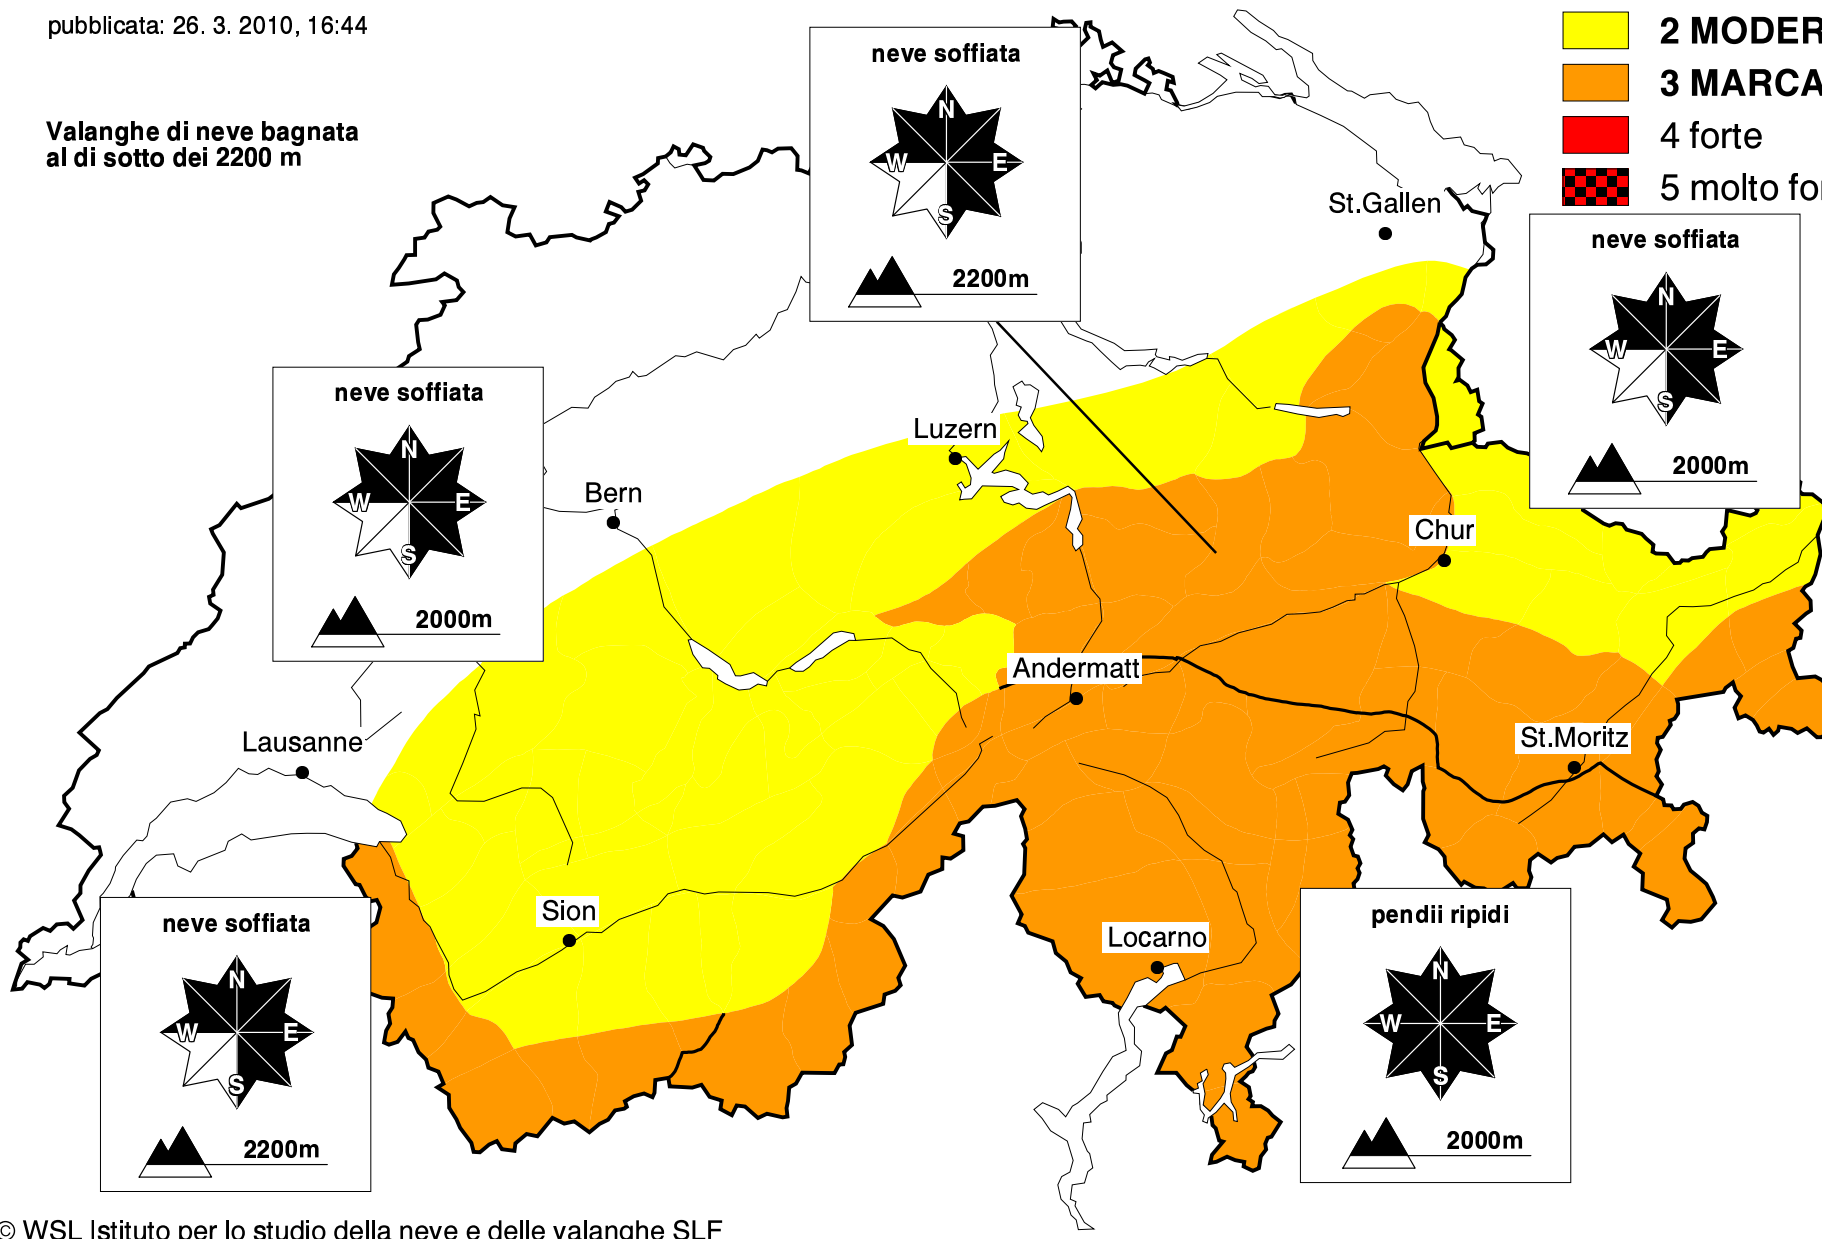 pubblicata: 26. 3. 2010, 16:44
Valanghe di neve bagnata
al di sotto dei 2200 m
2 MODER
3 MARCA
4 forte
5 molto for
neve soffiata
N
W E
S
2200m
neve soffiata
N
W E
S
2000m
neve soffiata
N
W E
S
2000m
neve soffiata
N
W E
S
2200m
pendii ripidi
N
W E
S
2000m
St.Gallen
Luzern
Bern
Chur
Andermatt
Lausanne
St.Moritz
Sion
Locarno
© WSL Istituto per lo studio della neve e delle valanghe SLF